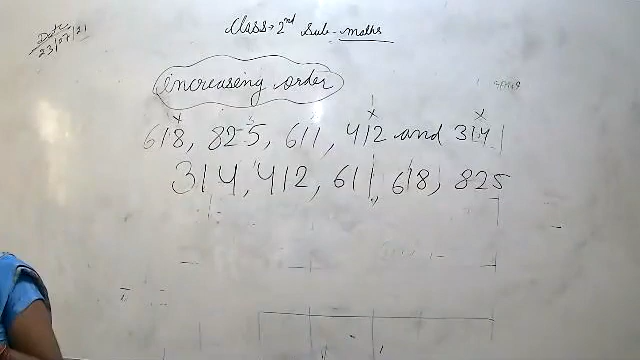 Date
23/07/21
Class → 2nd Sub - maths
increasing order
618, 825, 611, 412 and 314
314, 412, 611, 618, 825